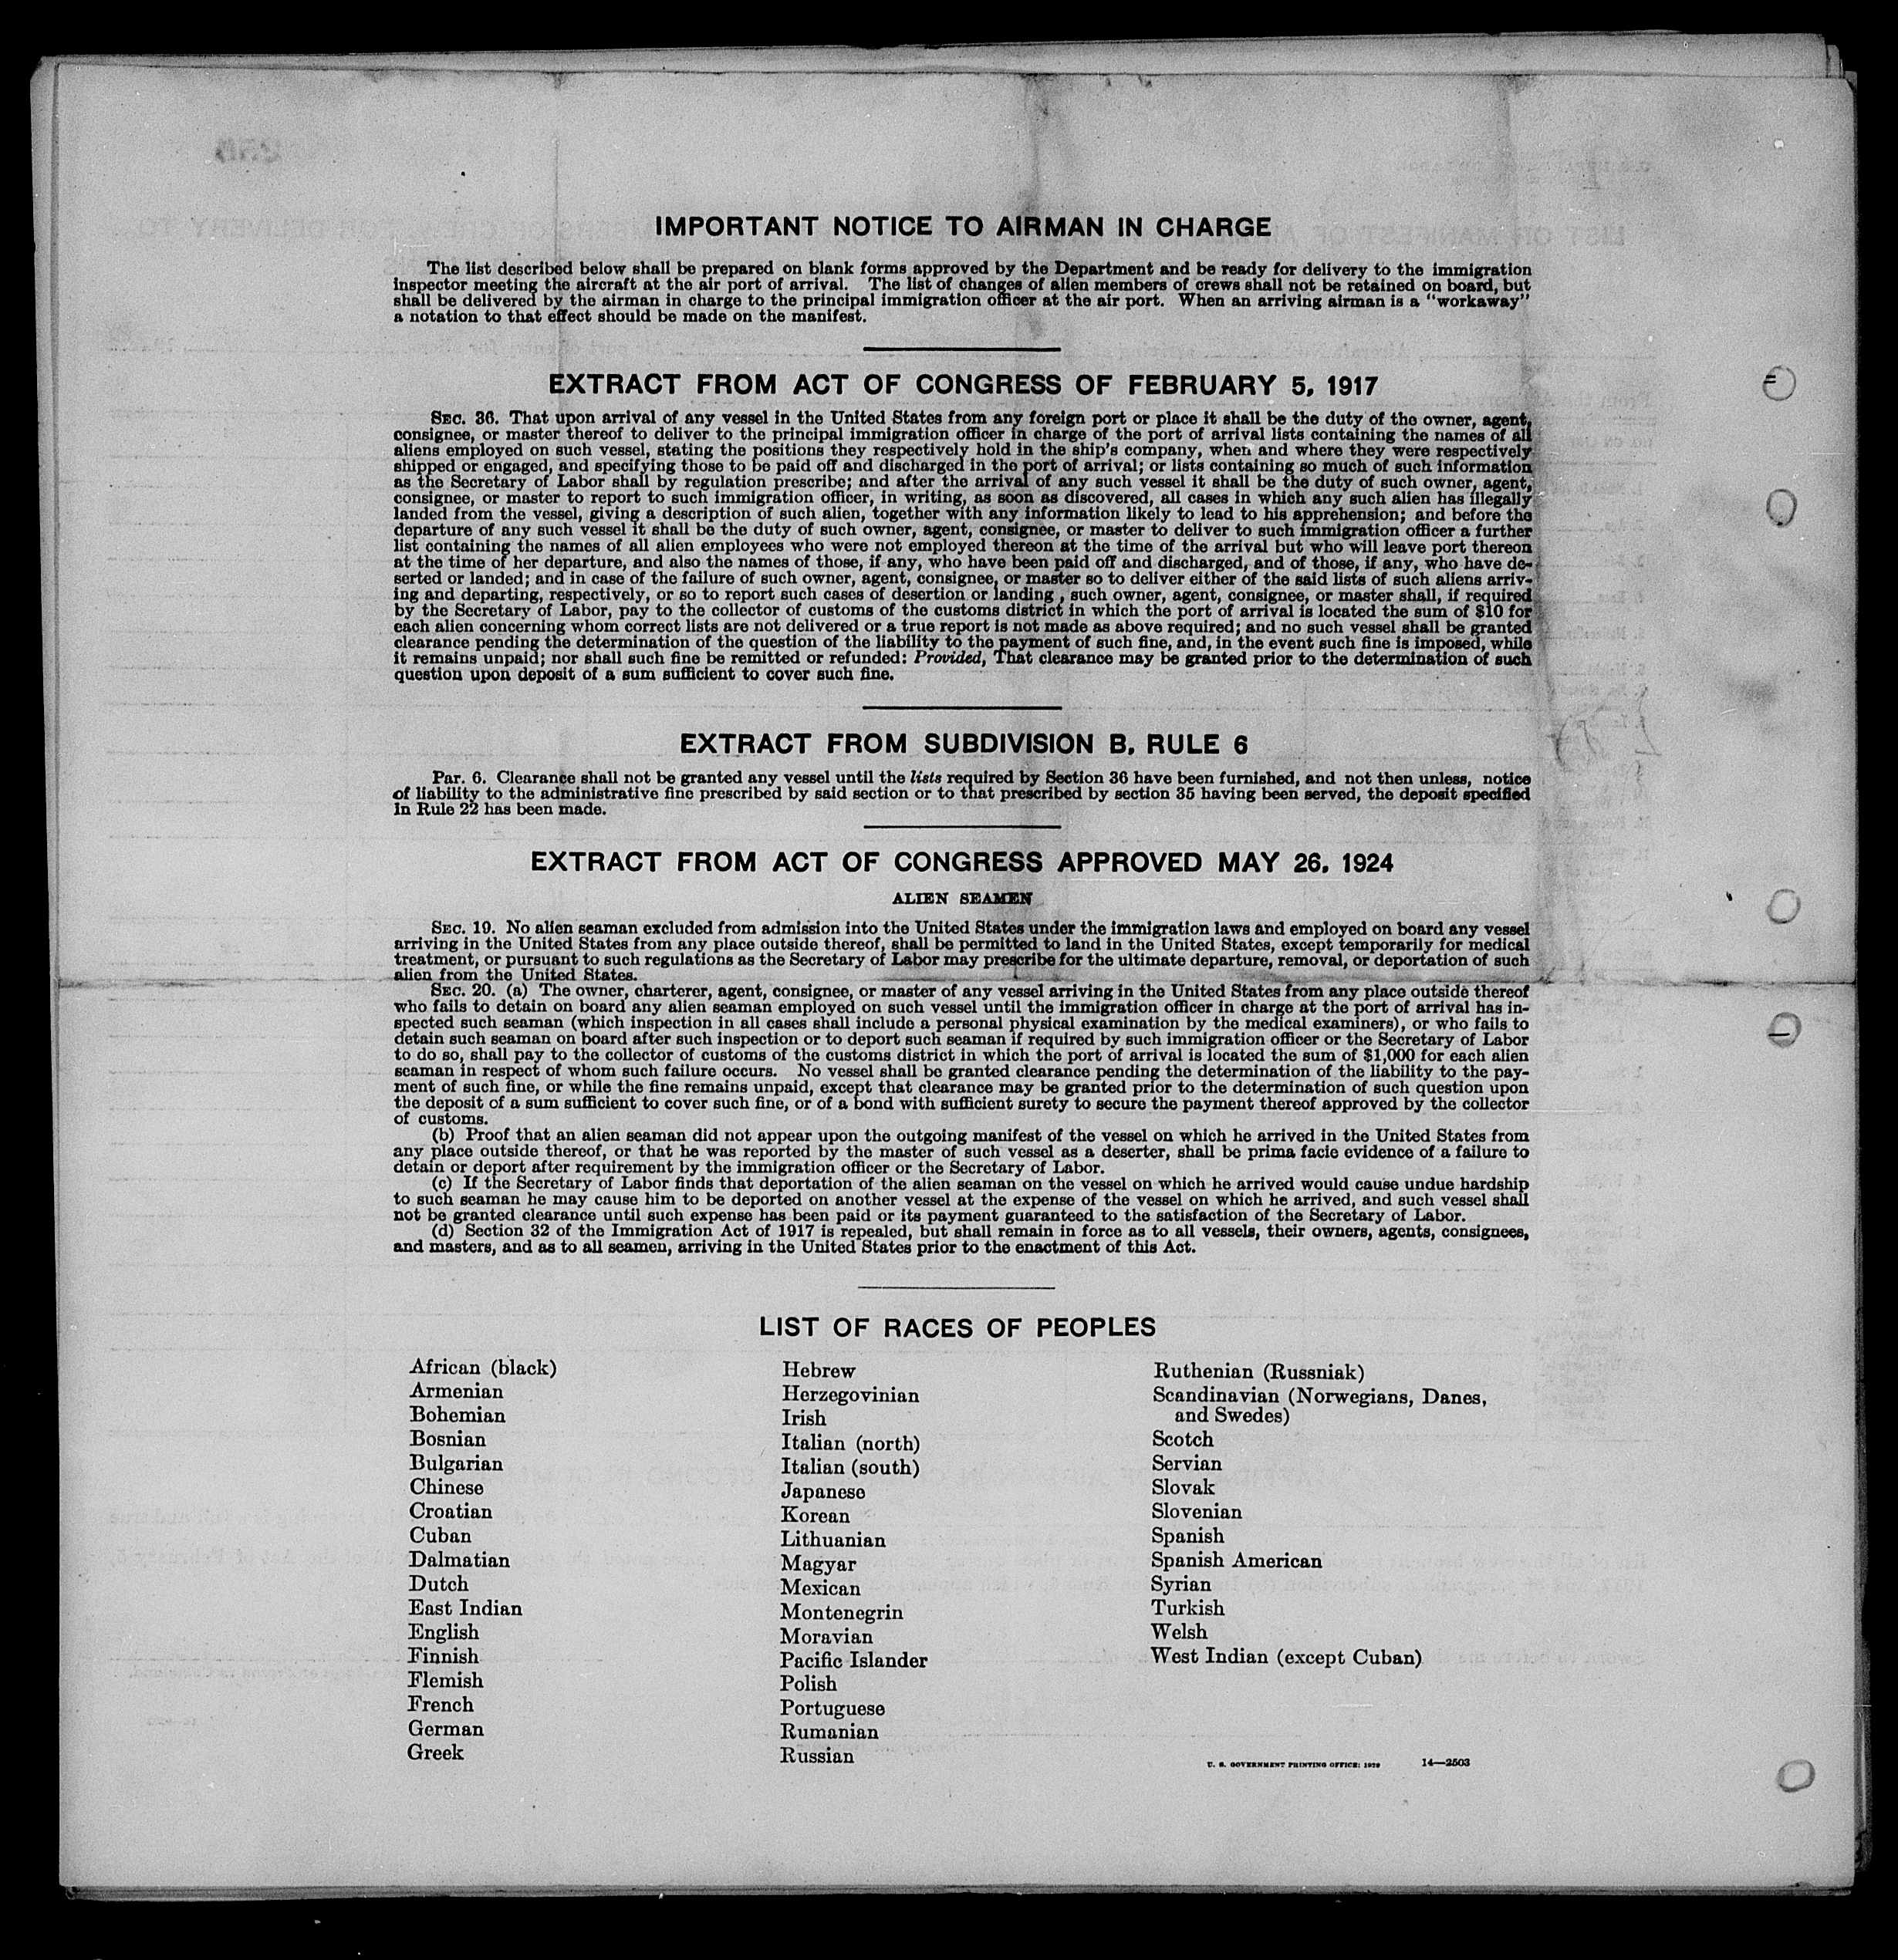 IMPORTANT NOTICE TO AIRMAN IN CHARGE
The list described below shall be prepared on blank forms approved by the Department and be ready for delivery to the immigration
inspector meeting the aircraft at the air port of arrival. The list of changes of alien members of crews shall not be retained on board, but
shall be delivered by the airman in charge to the principal immigration officer at the air port. When an arriving airman is a "workaway"
a notation to that effect should be made on the manifest.
EXTRACT FROM ACT OF CONGRESS OF FEBRUARY 5, 1917
SEC. 36. That upon arrival of any vessel in the United States from any foreign port or place it shall be the duty of the owner, agent,
consignee, or master thereof to deliver to the principal immigration officer in charge of the port of arrival lists containing the names of all
aliens employed on such vessel, stating the positions they respectively hold in the ship's company, when and where they were respectively
shipped or engaged, and specifying those to be paid off and discharged in the port of arrival; or lists containing so much of such information
as the Secretary of Labor shall by regulation prescribe; and after the arrival of any such vessel it shall be the duty of such owner, agent,
consignee, or master to report to such immigration officer, in writing, as soon as discovered, all cases in which any such alien has illegally
landed from the vessel, giving a description of such alien, together with any information likely to lead to his apprehension; and before the
departure of any such vessel it shall be the duty of such owner, agent, consignee, or master to deliver to such immigration officer a further
list containing the names of all alien employees who were not employed thereon at the time of the arrival but who will leave port thereon
at the time of her departure, and also the names of those, if any, who have been paid off and discharged, and of those, if any, who have de-
serted or landed; and in case of the failure of such owner, agent, consignee, or master so to deliver either of the said lists of such aliens arriv-
ing and departing, respectively, or so to report such cases of desertion or landing, such owner, agent, consignee, or master shall, if required
by the Secretary of Labor, pay to the collector of customs of the customs district in which the port of arrival is located the sum of $10 for
each alien concerning whom correct lists are not delivered or a true report is not made as above required; and no such vessel shall be granted
clearance pending the determination of the question of the liability to the payment of such fine, and, in the event such fine is imposed, while
it remains unpaid; nor shall such fine be remitted or refunded: Provided, That clearance may be granted prior to the determination of such
question upon deposit of a sum sufficient to cover such fine.
EXTRACT FROM SUBDIVISION B, RULE 6
Par. 6. Clearance shall not be granted any vessel until the lists required by Section 36 have been furnished, and not then unless, notice
of liability to the administrative fine prescribed by said section or to that prescribed by section 35 having been served, the deposit specified
in Rule 22 has been made.
EXTRACT FROM ACT OF CONGRESS APPROVED MAY 26, 1924
ALIEN SEAMEN
SEC. 19. No alien seaman excluded from admission into the United States under the immigration laws and employed on board any vessel
arriving in the United States from any place outside thereof, shall be permitted to land in the United States, except temporarily for medical
treatment, or pursuant to such regulations as the Secretary of Labor may prescribe for the ultimate departure, removal, or deportation of such
alien from the United States.
SEC. 20. (a) The owner, charterer, agent, consignee, or master of any vessel arriving in the United States from any place outside thereof
who fails to detain on board any alien seaman employed on such vessel until the immigration officer in charge at the port of arrival has in-
spected such seaman (which inspection in all cases shall include a personal physical examination by the medical examiners), or who fails to
detain such seaman on board after such inspection or to deport such seaman if required by such immigration officer or the Secretary of Labor
to do so, shall pay to the collector of customs of the customs district in which the port of arrival is located the sum of $1,000 for each alien
seaman in respect of whom such failure occurs. No vessel shall be granted clearance pending the determination of the liability to the pay-
ment of such fine, or while the fine remains unpaid, except that clearance may be granted prior to the determination of such question upon
the deposit of a sum sufficient to cover such fine, or of a bond with sufficient surety to secure the payment thereof approved by the collector
of customs.
(b) Proof that an alien seaman did not appear upon the outgoing manifest of the vessel on which he arrived in the United States from
any place outside thereof, or that he was reported by the master of such vessel as a deserter, shall be prima facie evidence of a failure to
detain or deport after requirement by the immigration officer or the Secretary of Labor.
(c) If the Secretary of Labor finds that deportation of the alien seaman on the vessel on which he arrived would cause undue hardship
to such seaman he may cause him to be deported on another vessel at the expense of the vessel on which he arrived, and such vessel shall
not be granted clearance until such expense has been paid or its payment guaranteed to the satisfaction of the Secretary of Labor.
(d) Section 32 of the Immigration Act of 1917 is repealed, but shall remain in force as to all vessels, their owners, agents, consignees,
and masters, and as to all seamen, arriving in the United States prior to the enactment of this Act.
LIST OF RACES OF PEOPLES
African (black)
Armenian
Bohemian
Bosnian
Bulgarian
Chinese
Croatian
Cuban
Dalmatian
Dutch
East Indian
English
Finnish
Flemish
French
German
Greek
Hebrew
Herzegovinian
Irish
Italian (north)
Italian (south)
Japanese
Korean
Lithuanian
Magyar
Mexican
Montenegrin
Moravian
Pacific Islander
Polish
Portuguese
Rumanian
Russian
Ruthenian (Russniak)
Scandinavian (Norwegians, Danes,
and Swedes)
Scotch
Servian
Slovak
Slovenian
Spanish
Spanish American
Syrian
Turkish
Welsh
West Indian (except Cuban)
U. S. GOVERNMENT PRINTING OFFICE: 1929 14—2503